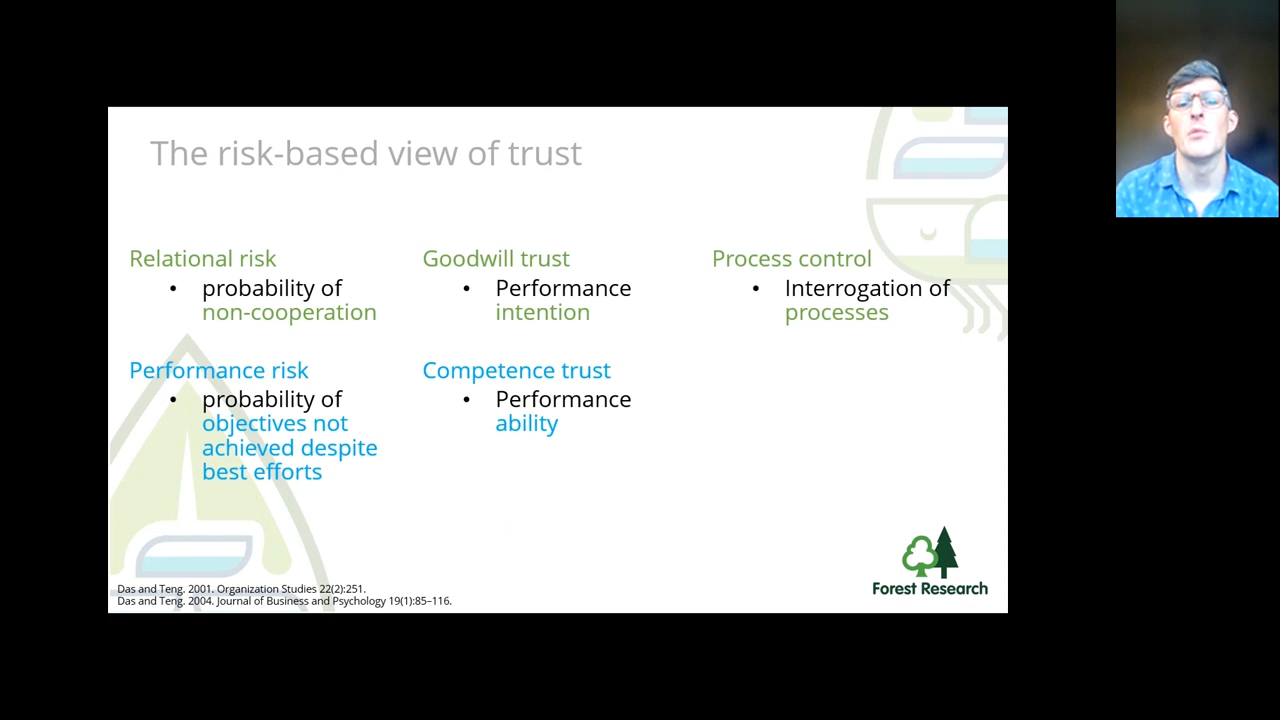 The risk-based view of trust
Relational risk
• probability of
non-cooperation
Goodwill trust
• Performance
intention
Process control
• Interrogation of
processes
Performance risk
• probability of
objectives not
achieved despite
best efforts
Competence trust
• Performance
ability
Das and Teng. 2001. Organization Studies 22(2):251.
Das and Teng. 2004. Journal of Business and Psychology 19(1):85–116.
Forest Research